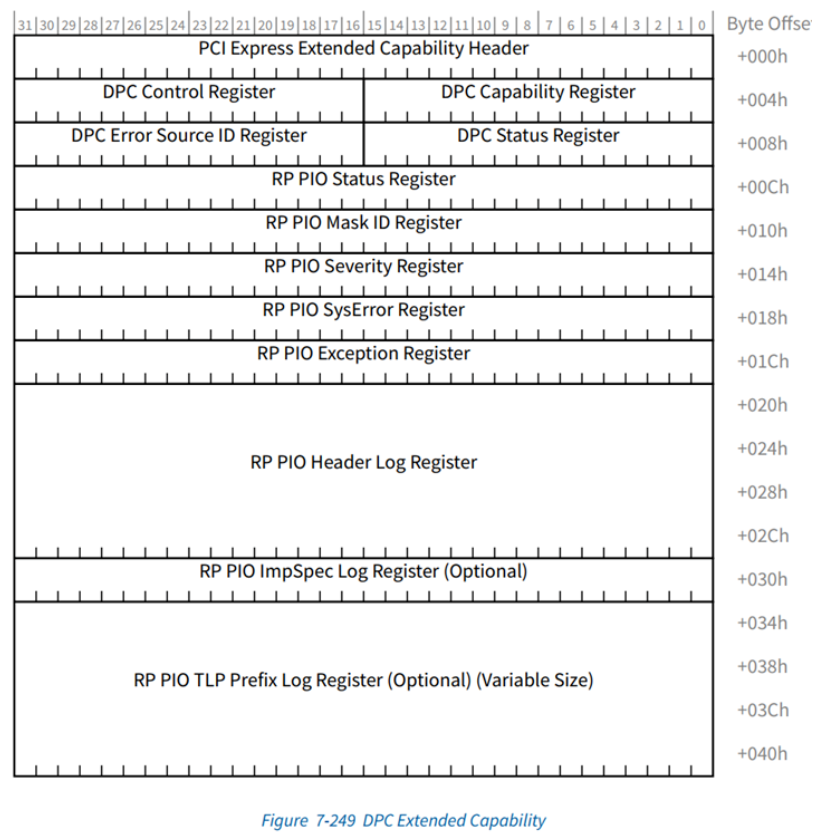 31 30 29 28 27 26 25 24 23 22 21 20 19 18 17 16 15 14 13 12 11 10 9 8 7 6 5 4 3 2 1 0 Byte Offse
PCI Express Extended Capability Header +000h
DPC Control Register DPC Capability Register +004h
DPC Error Source ID Register DPC Status Register +008h
RP PIO Status Register +00Ch
RP PIO Mask ID Register +010h
RP PIO Severity Register +014h
RP PIO SysError Register +018h
RP PIO Exception Register +01Ch
+020h
+024h
RP PIO Header Log Register
+028h
+02Ch
RP PIO ImpSpec Log Register (Optional) +030h
+034h
+038h
RP PIO TLP Prefix Log Register (Optional) (Variable Size)
+03Ch
+040h
Figure 7-249 DPC Extended Capability